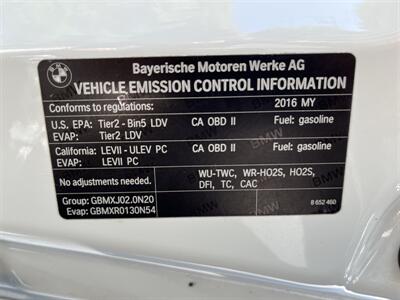 BMW
Bayerische Motoren Werke AG
VEHICLE EMISSION CONTROL INFORMATION
Conforms to regulations: 2016 MY
U.S. EPA: Tier2 - Bin5 LDV CA OBD II Fuel: gasoline
EVAP: Tier2 LDV
California: LEVII - ULEV PC CA OBD II Fuel: gasoline
EVAP: LEVII PC
No adjustments needed. WU-TWC, WR-HO2S, HO2S,
DFI, TC, CAC
Group: GBMXJ02.0N20
Evap: GBMXR0130N54 8 652 460